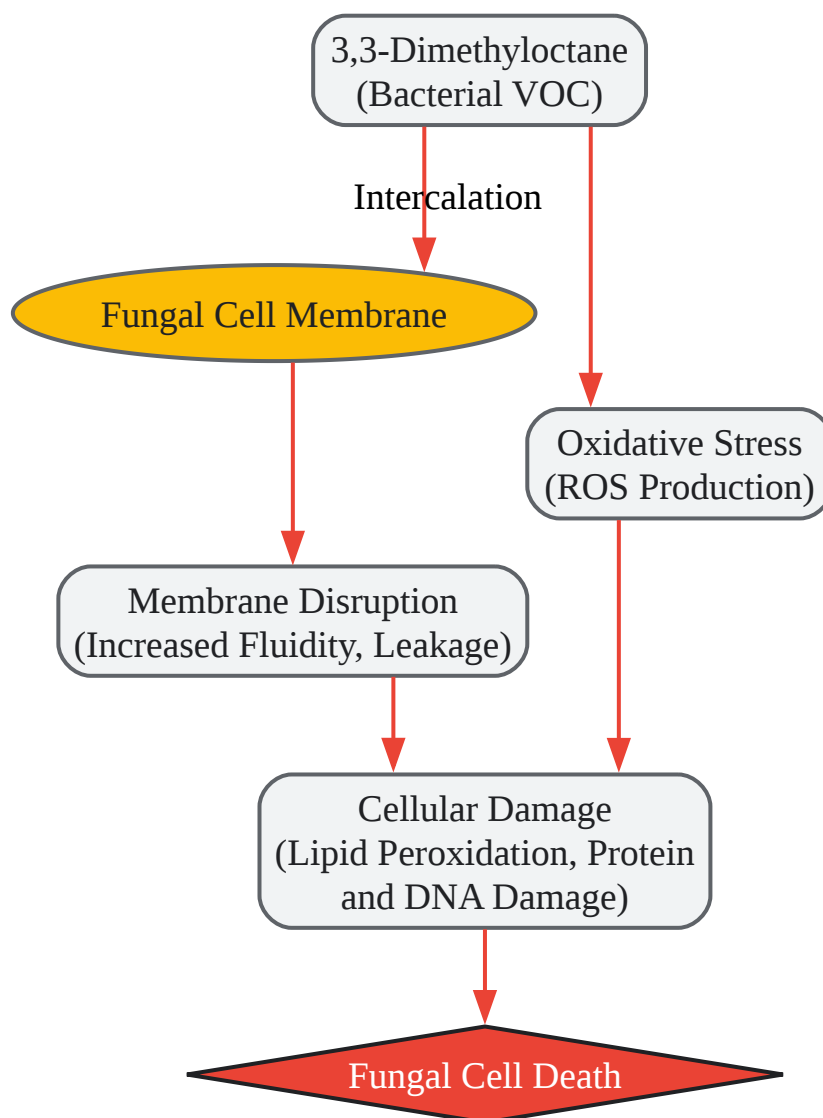 3,3-Dimethyloctane
(Bacterial VOC)
Intercalation
Fungal Cell Membrane
Oxidative Stress
(ROS Production)
Membrane Disruption
(Increased Fluidity, Leakage)
Cellular Damage
(Lipid Peroxidation, Protein
and DNA Damage)
Fungal Cell Death